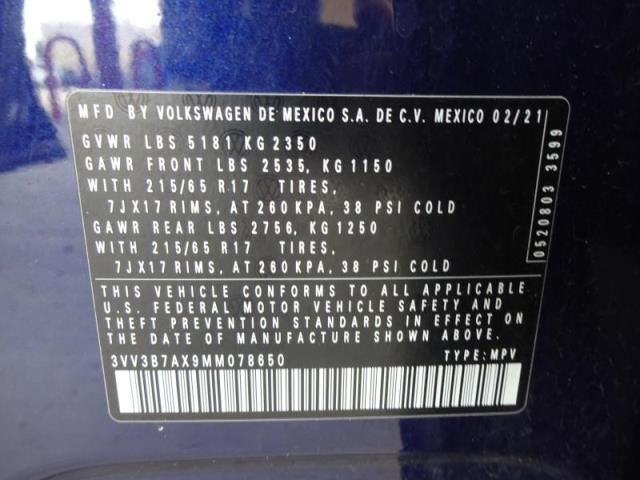 MFD BY VOLKSWAGEN DE MEXICO S.A. DE C.V. MEXICO 02/21
GVWR LBS 5181 KG 2350
GAWR FRONT LBS 2535, KG 1150
WITH 215/65 R17 TIRES,
7JX17 RIMS, AT 260 KPA, 38 PSI COLD
GAWR REAR LBS 2756, KG 1250
WITH 215/65 R17 TIRES,
7JX17 RIMS, AT 260 KPA, 38 PSI COLD
THIS VEHICLE CONFORMS TO ALL APPLICABLE
U.S. FEDERAL MOTOR VEHICLE SAFETY AND
THEFT PREVENTION STANDARDS IN EFFECT ON
THE DATE OF MANUFACTURE SHOWN ABOVE.
3VV3B7AX9MM078650 TYPE: MPV
0520803 3599